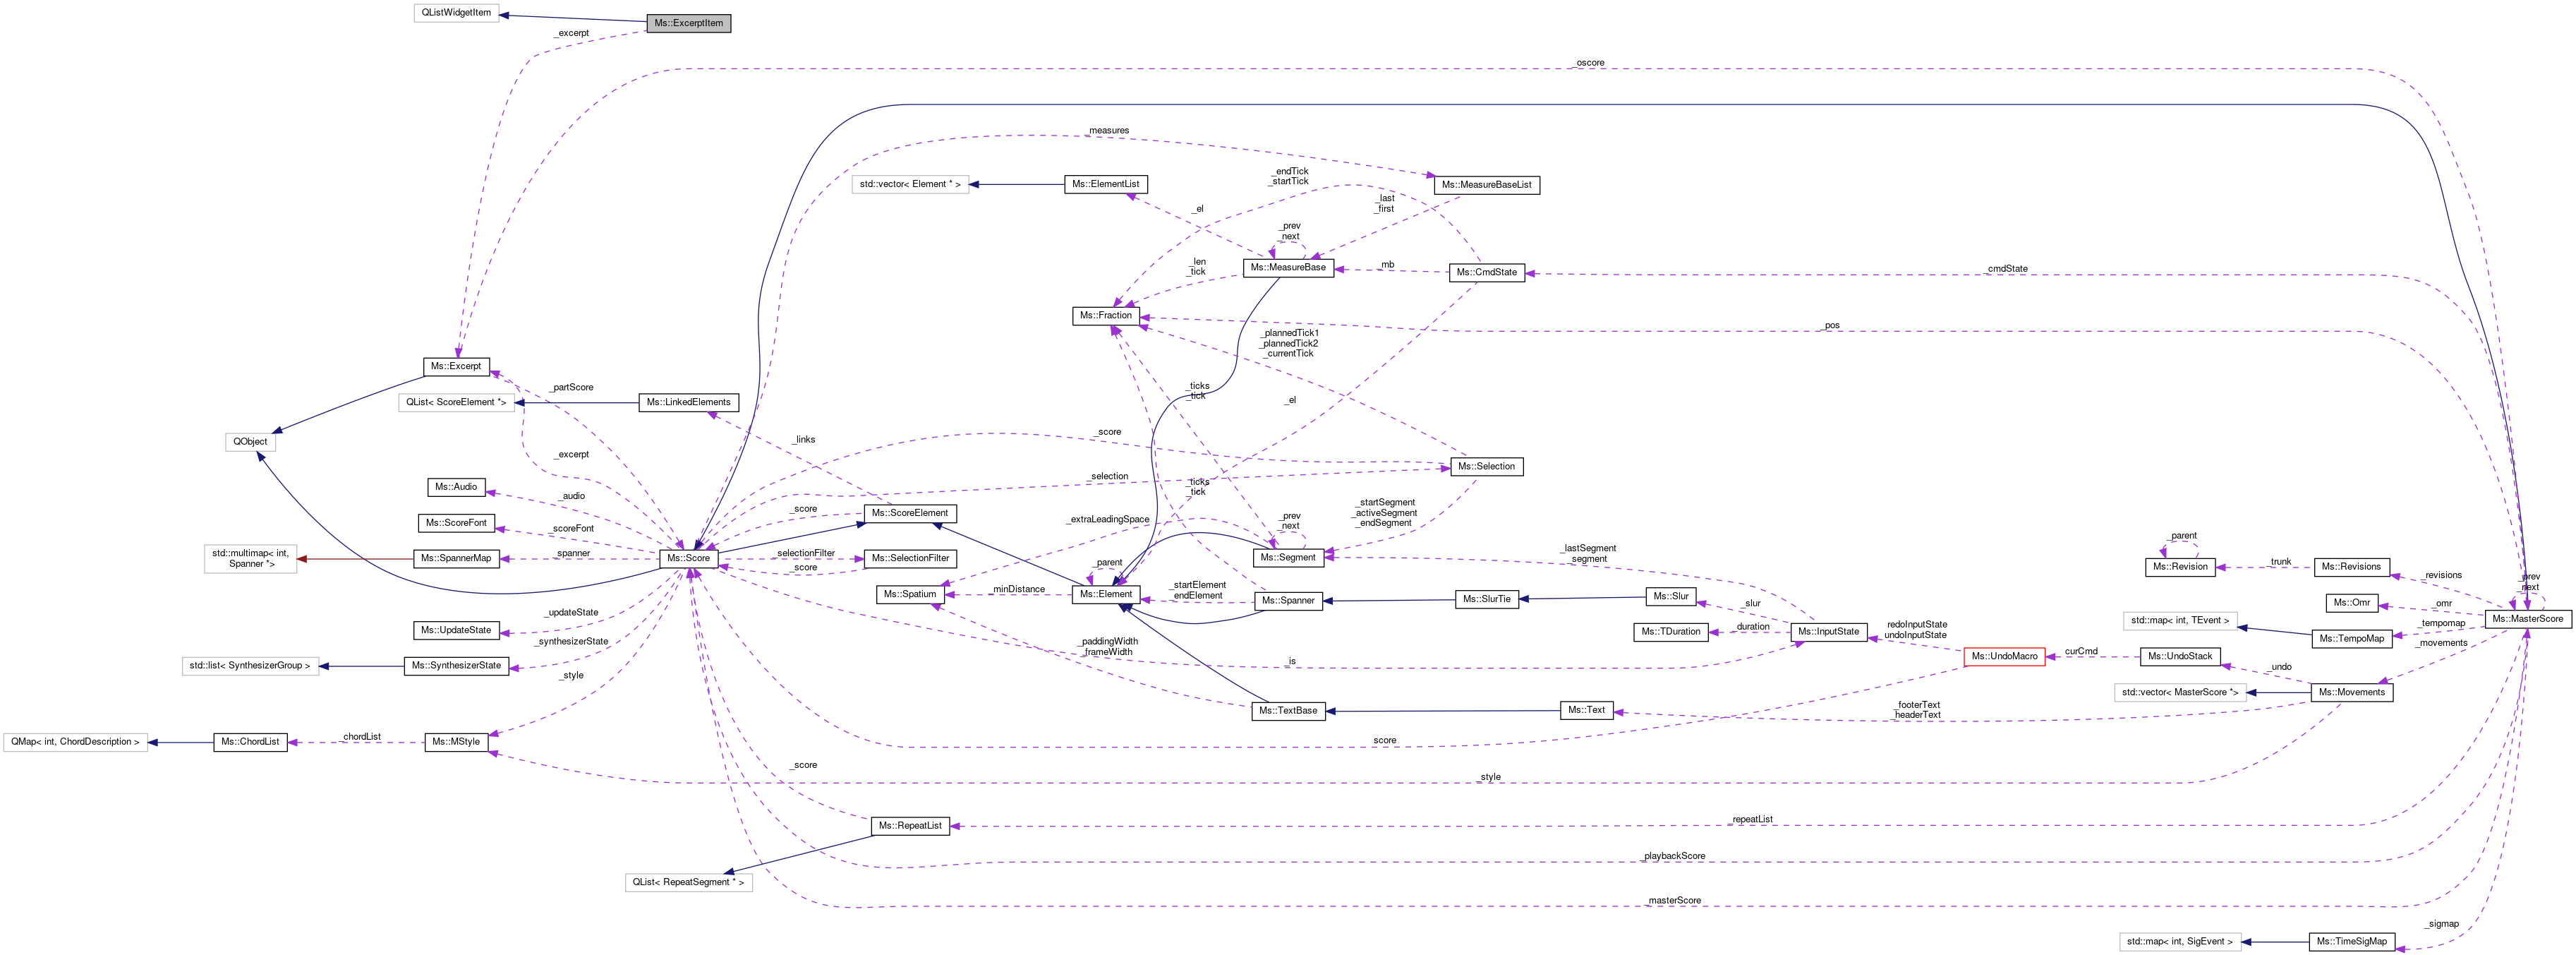 QListWidgetItem
Ms::ExcerptItem
_excerpt
_oscore
_measures
_endTick
_startTick
std::vector< Element * >
Ms::ElementList
Ms::MeasureBaseList
_el
_last
_first
_prev
_next
_len
_tick
Ms::MeasureBase
_mb
Ms::CmdState
_cmdState
Ms::Fraction
_pos
_plannedTick1
_plannedTick2
_currentTick
Ms::Excerpt
_partScore
_ticks
_tick
_el
QList< ScoreElement *>
Ms::LinkedElements
QObject
_links
_score
_excerpt
Ms::Selection
_selection
Ms::Audio
_audio
_ticks
_tick
_startSegment
_activeSegment
_endSegment
Ms::ScoreFont
_scoreFont
_score
Ms::ScoreElement
_extraLeadingSpace
_prev
_next
std::multimap< int,
Spanner *>
Ms::SpannerMap
_spanner
Ms::Score
_selectionFilter
_score
Ms::SelectionFilter
Ms::Segment
_lastSegment
_segment
_parent
Ms::Revision
_trunk
Ms::Revisions
_revisions
_parent
Ms::Spatium
_minDistance
Ms::Element
_startElement
_endElement
Ms::Spanner
Ms::SlurTie
Ms::Slur
_slur
_prev
_next
Ms::Omr
_omr
Ms::MasterScore
_updateState
Ms::UpdateState
Ms::TDuration
_duration
Ms::InputState
redoInputState
undoInputState
std::map< int, TEvent >
Ms::TempoMap
_tempomap
_synthesizerState
_paddingWidth
_frameWidth
_movements
std::list< SynthesizerGroup >
Ms::SynthesizerState
_is
Ms::UndoMacro
curCmd
Ms::UndoStack
_undo
_style
std::vector< MasterScore *>
Ms::Movements
Ms::TextBase
Ms::Text
_footerText
_headerText
QMap< int, ChordDescription >
Ms::ChordList
_chordList
Ms::MStyle
score
_score
_style
Ms::RepeatList
_repeatList
_playbackScore
QList< RepeatSegment * >
_masterScore
_sigmap
std::map< int, SigEvent >
Ms::TimeSigMap